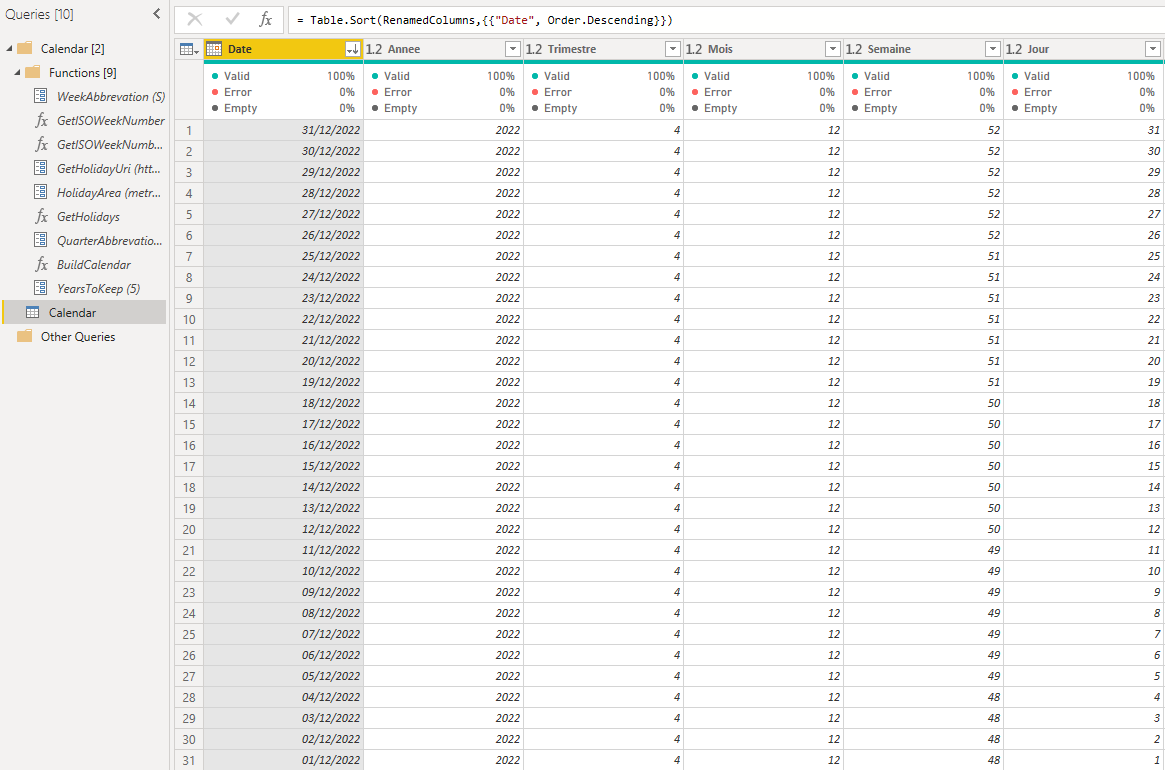 Queries [10]
= Table.Sort(RenamedColumns,{{"Date", Order.Descending}})
Calendar [2]
Functions [9]
WeekAbbrevation (S)
GetISOWeekNumber
GetISOWeekNumb...
GetHolidayUri (htt...
HolidayArea (metr...
GetHolidays
QuarterAbbrevatio...
BuildCalendar
YearsToKeep (5)
Calendar
Other Queries
Date 1.2 Annee 1.2 Trimestre 1.2 Mois 1.2 Semaine 1.2 Jour
Valid 100% Valid 100% Valid 100% Valid 100% Valid 100% Valid 100%
Error 0% Error 0% Error 0% Error 0% Error 0% Error 0%
Empty 0% Empty 0% Empty 0% Empty 0% Empty 0% Empty 0%
1 31/12/2022 2022 4 12 52 31
2 30/12/2022 2022 4 12 52 30
3 29/12/2022 2022 4 12 52 29
4 28/12/2022 2022 4 12 52 28
5 27/12/2022 2022 4 12 52 27
6 26/12/2022 2022 4 12 52 26
7 25/12/2022 2022 4 12 51 25
8 24/12/2022 2022 4 12 51 24
9 23/12/2022 2022 4 12 51 23
10 22/12/2022 2022 4 12 51 22
11 21/12/2022 2022 4 12 51 21
12 20/12/2022 2022 4 12 51 20
13 19/12/2022 2022 4 12 51 19
14 18/12/2022 2022 4 12 50 18
15 17/12/2022 2022 4 12 50 17
16 16/12/2022 2022 4 12 50 16
17 15/12/2022 2022 4 12 50 15
18 14/12/2022 2022 4 12 50 14
19 13/12/2022 2022 4 12 50 13
20 12/12/2022 2022 4 12 50 12
21 11/12/2022 2022 4 12 49 11
22 10/12/2022 2022 4 12 49 10
23 09/12/2022 2022 4 12 49 9
24 08/12/2022 2022 4 12 49 8
25 07/12/2022 2022 4 12 49 7
26 06/12/2022 2022 4 12 49 6
27 05/12/2022 2022 4 12 49 5
28 04/12/2022 2022 4 12 48 4
29 03/12/2022 2022 4 12 48 3
30 02/12/2022 2022 4 12 48 2
31 01/12/2022 2022 4 12 48 1